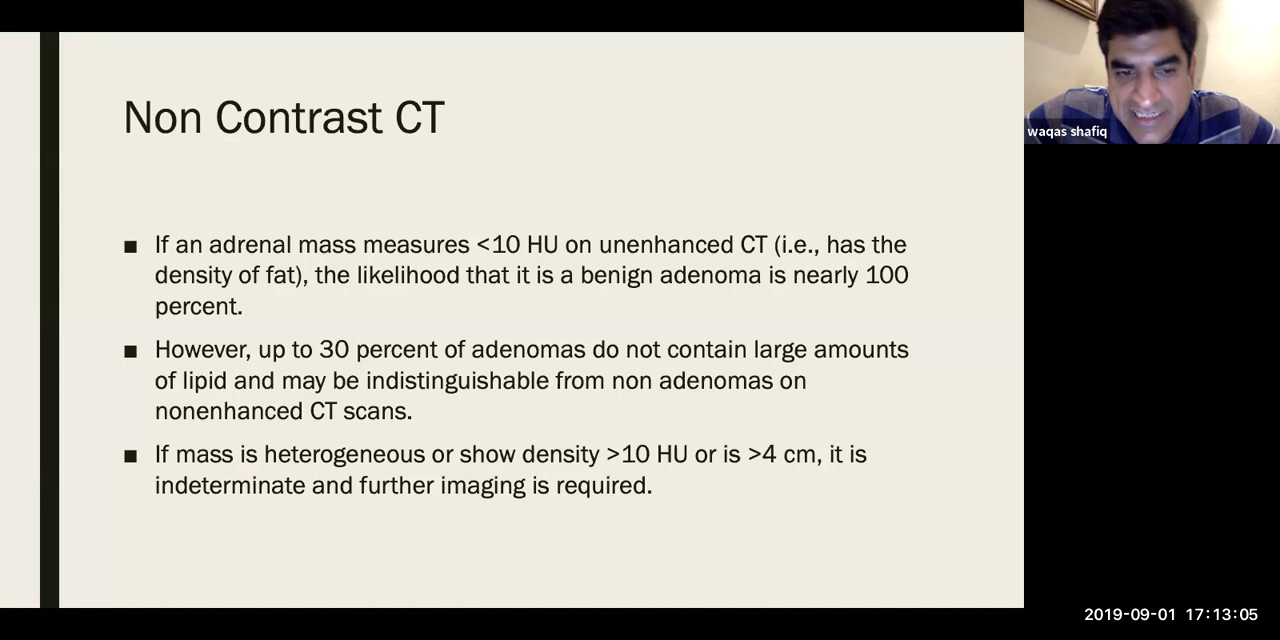 Non Contrast CT
■ If an adrenal mass measures <10 HU on unenhanced CT (i.e., has the
density of fat), the likelihood that it is a benign adenoma is nearly 100
percent.
■ However, up to 30 percent of adenomas do not contain large amounts
of lipid and may be indistinguishable from non adenomas on
nonenhanced CT scans.
■ If mass is heterogeneous or show density >10 HU or is >4 cm, it is
indeterminate and further imaging is required.
waqas shafiq
2019-09-01 17:13:05